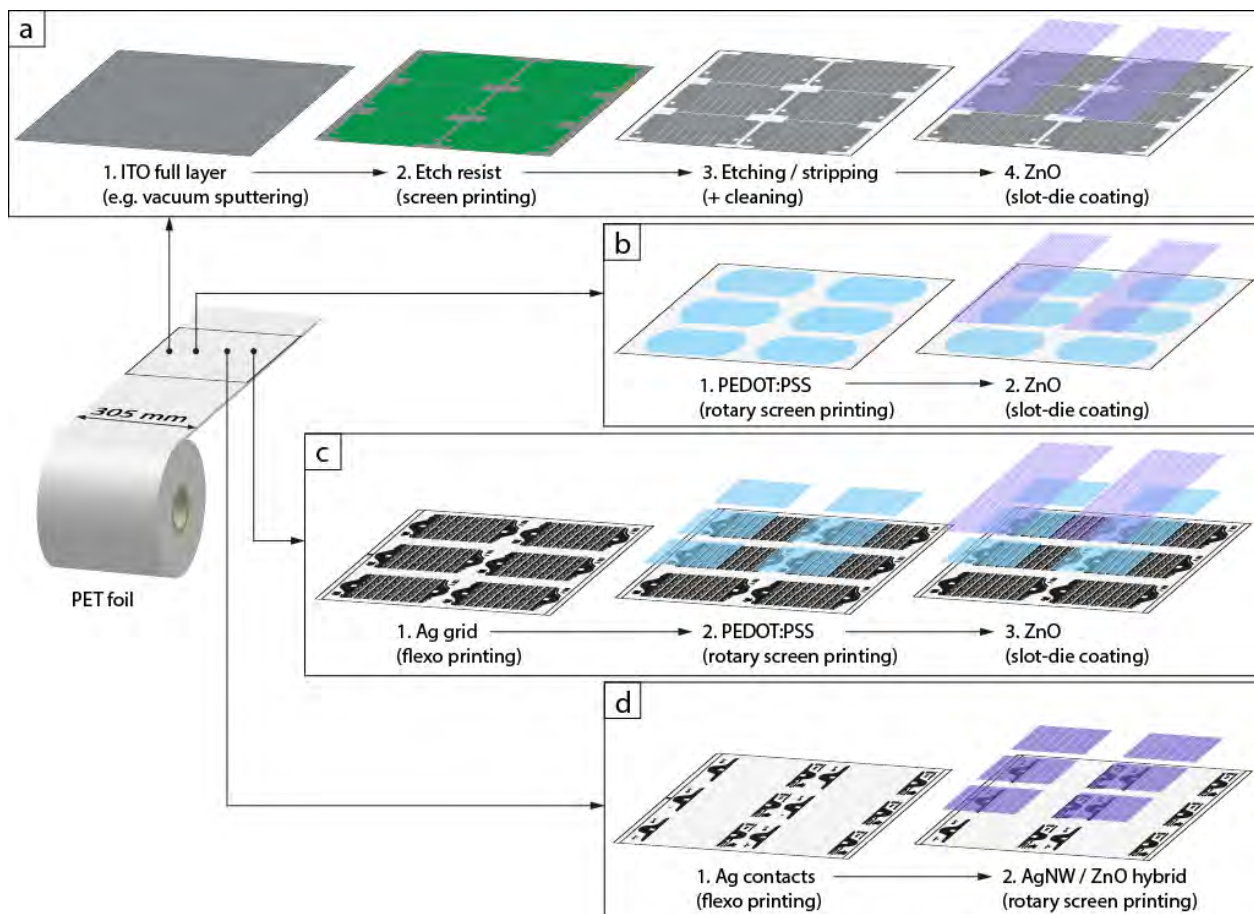 a
1. ITO full layer
(e.g. vacuum sputtering)
2. Etch resist
(screen printing)
3. Etching / stripping
(+ cleaning)
4. ZnO
(slot-die coating)
b
1. PEDOT:PSS
(rotary screen printing)
2. ZnO
(slot-die coating)
305 mm
PET foil
c
1. Ag grid
(flexo printing)
2. PEDOT:PSS
(rotary screen printing)
3. ZnO
(slot-die coating)
d
1. Ag contacts
(flexo printing)
2. AgNW / ZnO hybrid
(rotary screen printing)